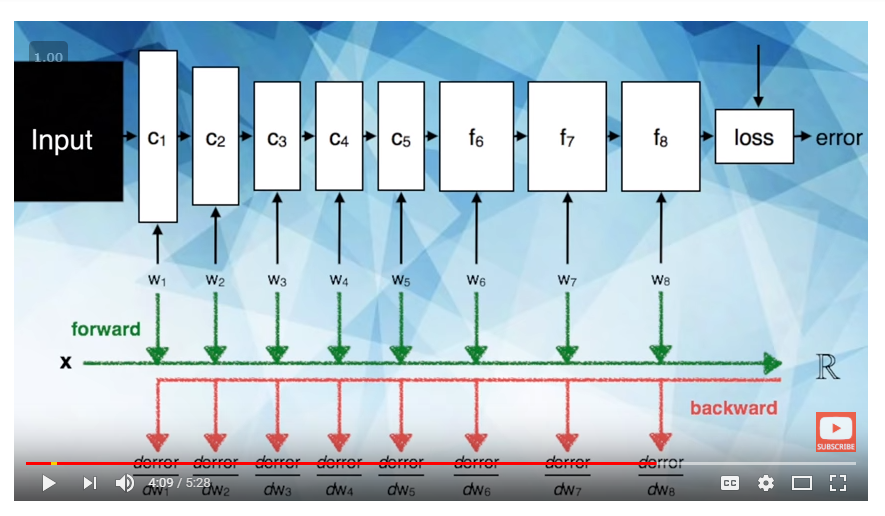 1.00
Input
c1
c2
c3
c4
c5
f6
f7
f8
loss
error
w1
w2
w3
w4
w5
w6
w7
w8
forward
x
ℝ
backward
SUBSCRIBE
derror derror derror derror derror derror derror derror
dw1 dw2 dw3 dw4 dw5 dw6 dw7 dw8
4:09 / 5:28
CC